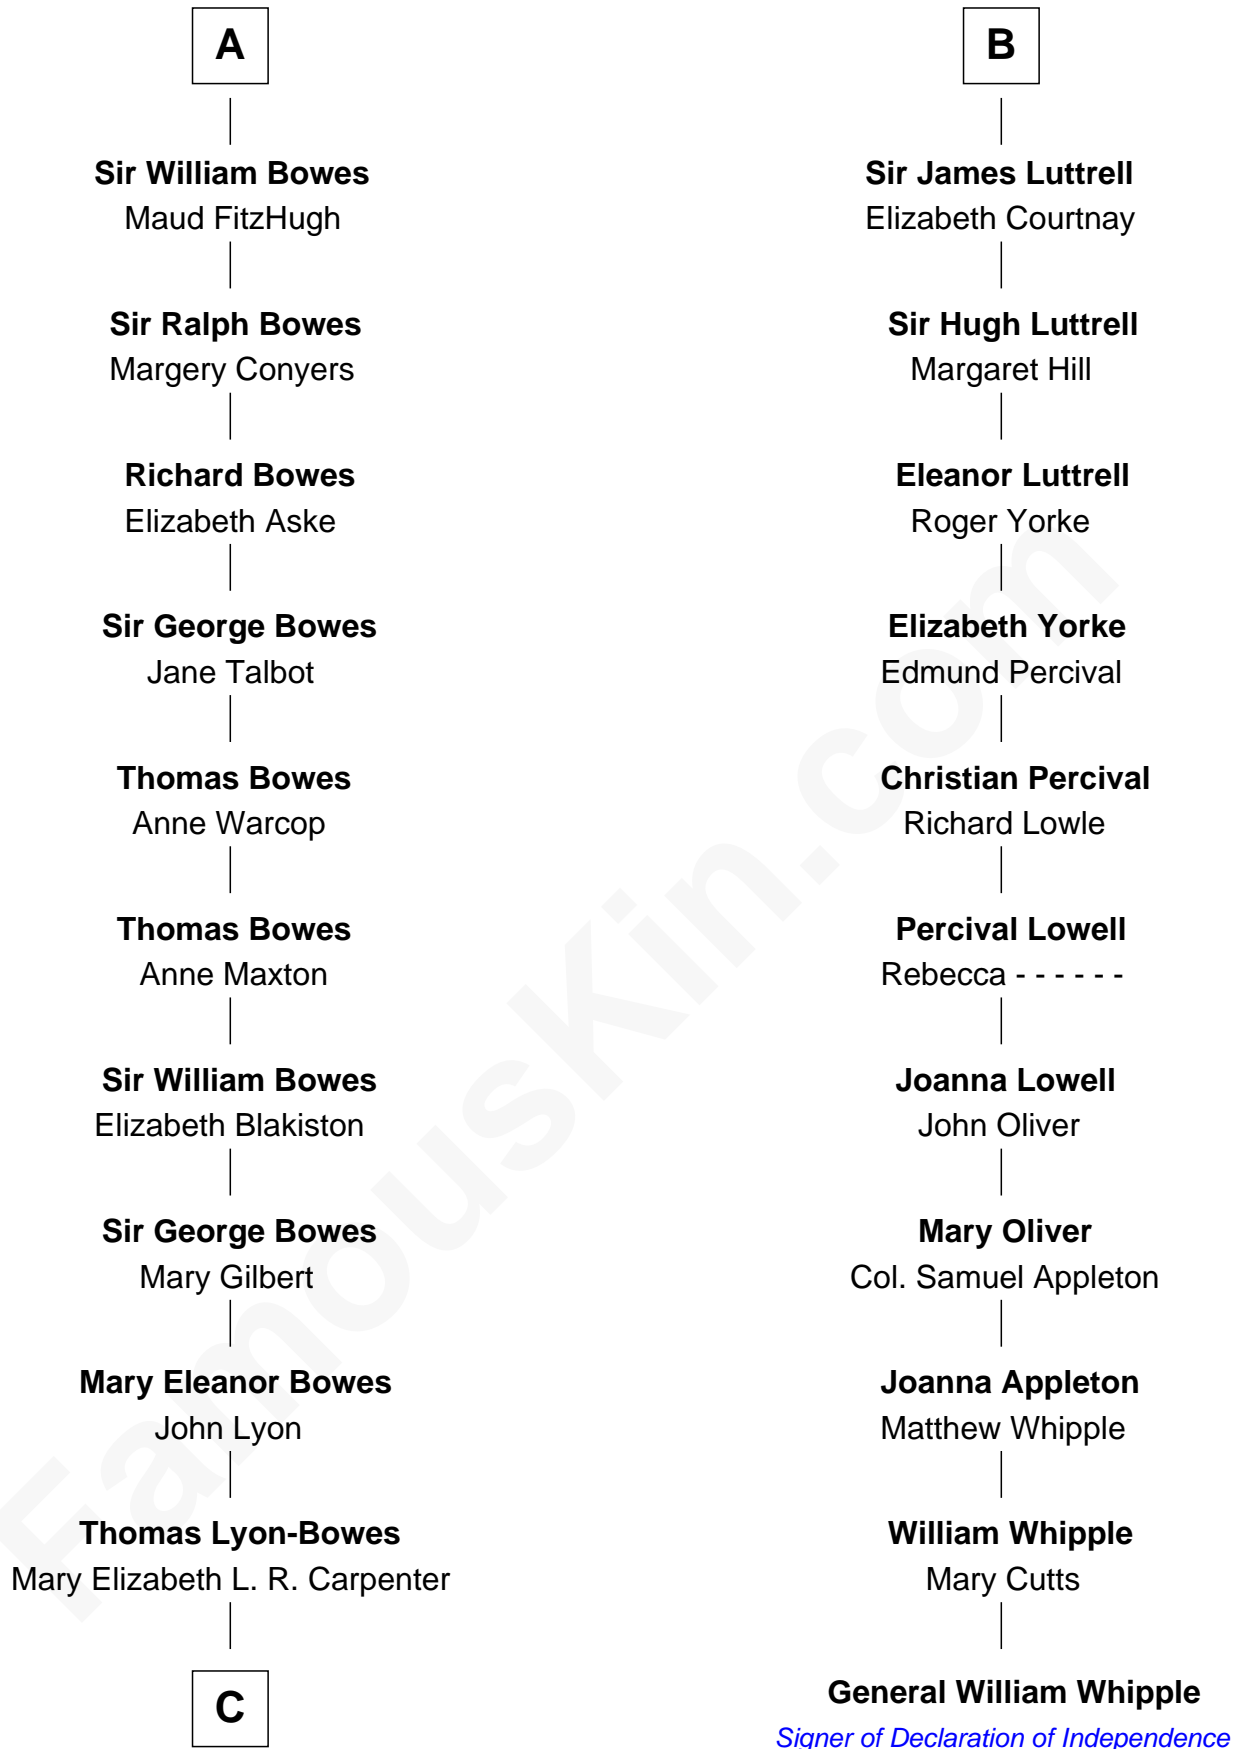 A
Sir William Bowes
Maud FitzHugh
Sir Ralph Bowes
Margery Conyers
Richard Bowes
Elizabeth Aske
Sir George Bowes
Jane Talbot
Thomas Bowes
Anne Warcop
Thomas Bowes
Anne Maxton
Sir William Bowes
Elizabeth Blakiston
Sir George Bowes
Mary Gilbert
Mary Eleanor Bowes
John Lyon
Thomas Lyon-Bowes
Mary Elizabeth L. R. Carpenter
C
B
Sir James Luttrell
Elizabeth Courtnay
Sir Hugh Luttrell
Margaret Hill
Eleanor Luttrell
Roger Yorke
Elizabeth Yorke
Edmund Percival
Christian Percival
Richard Lowle
Percival Lowell
Rebecca - - - - - -
Joanna Lowell
John Oliver
Mary Oliver
Col. Samuel Appleton
Joanna Appleton
Matthew Whipple
William Whipple
Mary Cutts
General William Whipple
Signer of Declaration of Independence
FamousKin.com